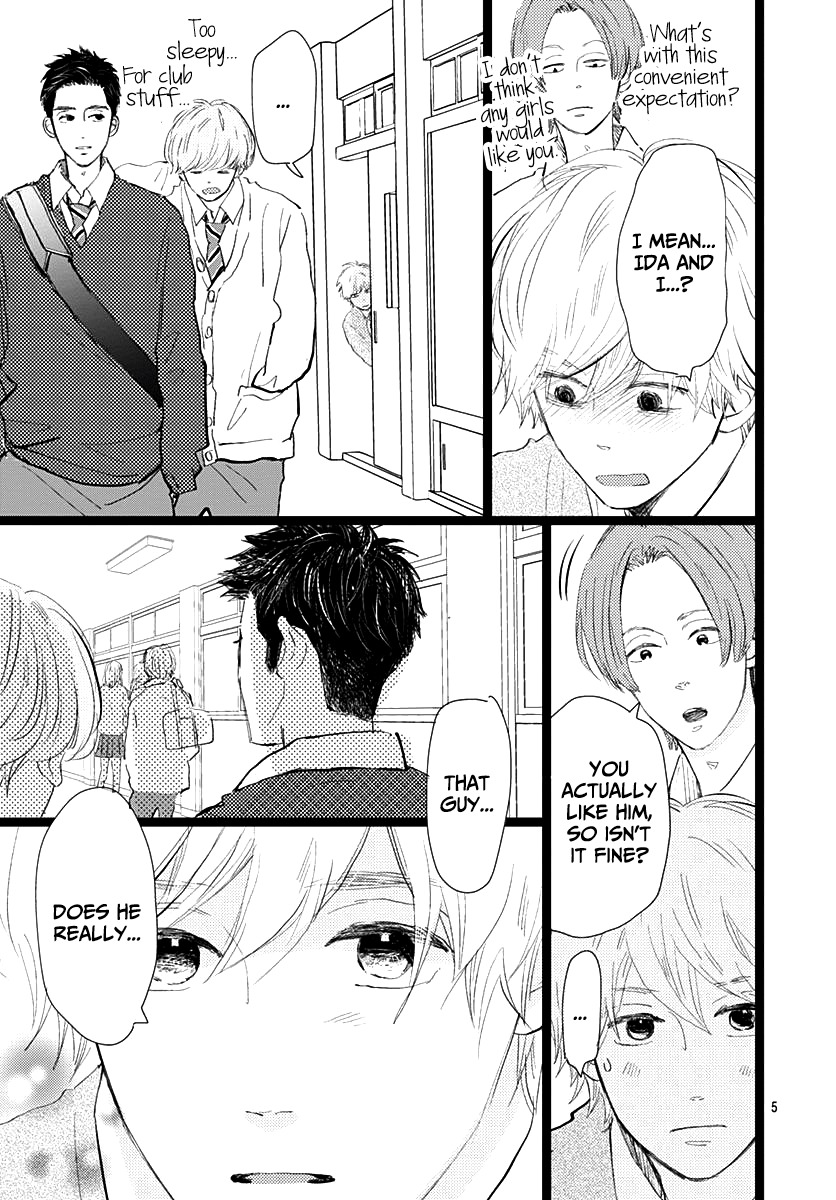 What's
with this
convenient
expectation?
I don't
think
any girls
would
like you.
I MEAN...
IDA AND
I...?
...
Too
sleepy...
For club
stuff...
YOU
ACTUALLY
LIKE HIM,
SO ISN'T
IT FINE?
...
THAT
GUY...
DOES HE
REALLY...
5